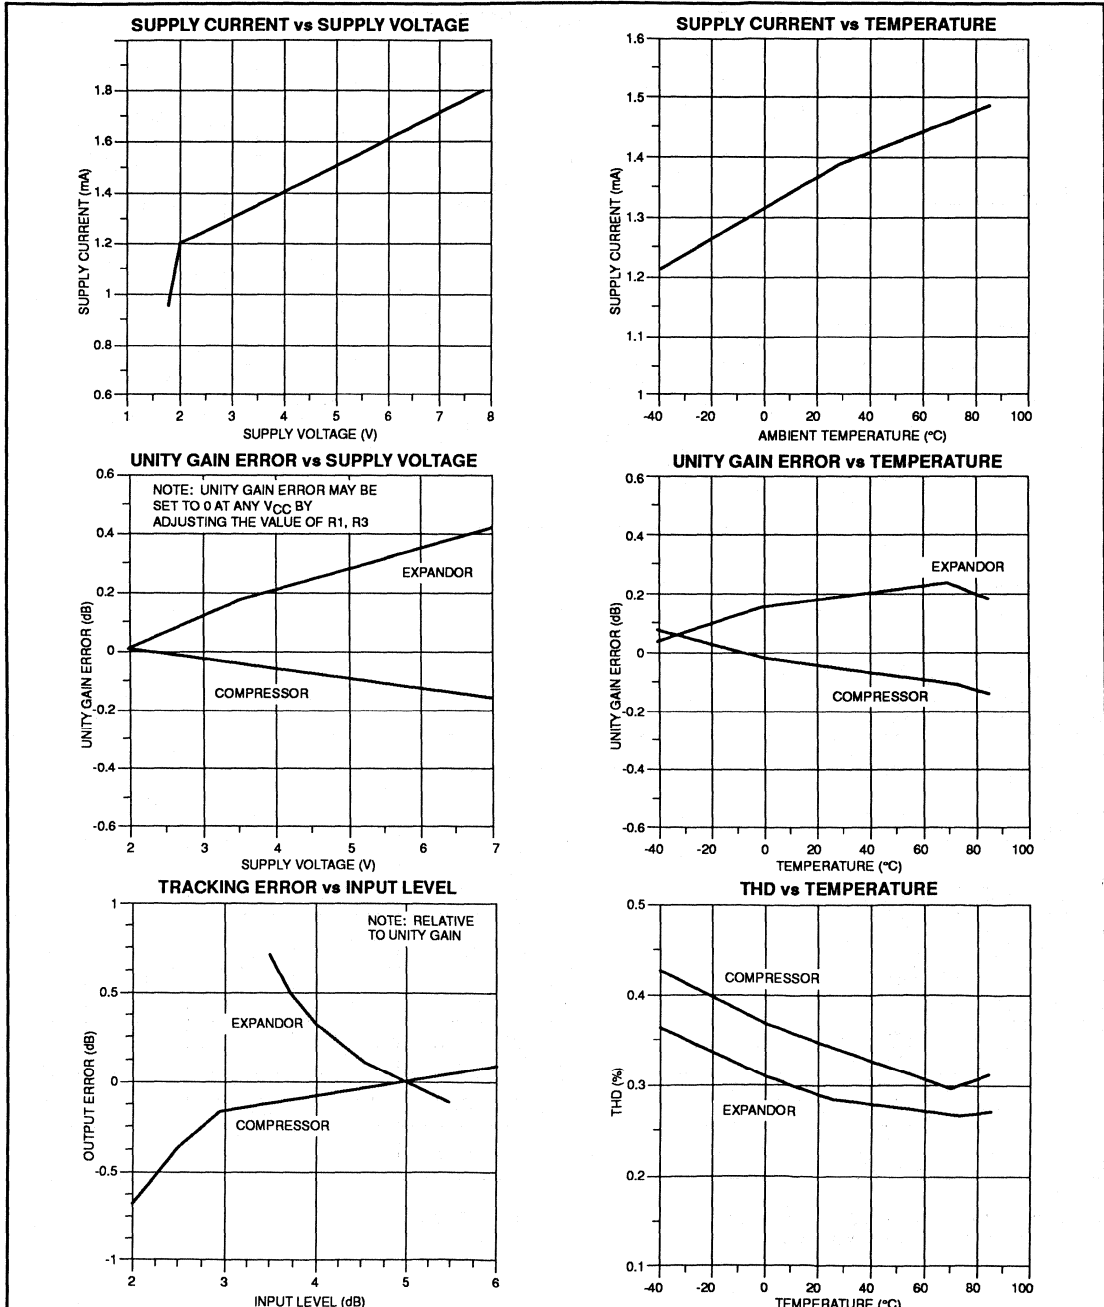 SUPPLY CURRENT vs SUPPLY VOLTAGE
1.8
1.6
1.4
1.2
1
0.8
0.6
SUPPLY CURRENT (mA)
1 2 3 4 5 6 7 8
SUPPLY VOLTAGE (V)
SUPPLY CURRENT vs TEMPERATURE
1.6
1.5
1.4
1.3
1.2
1.1
1
SUPPLY CURRENT (mA)
-40 -20 0 20 40 60 80 100
AMBIENT TEMPERATURE (°C)
UNITY GAIN ERROR vs SUPPLY VOLTAGE
NOTE: UNITY GAIN ERROR MAY BE
SET TO 0 AT ANY VCC BY
ADJUSTING THE VALUE OF R1, R3
0.6
0.4
0.2
0
-0.2
-0.4
-0.6
UNITY GAIN ERROR (dB)
EXPANDOR
COMPRESSOR
2 3 4 5 6 7
SUPPLY VOLTAGE (V)
UNITY GAIN ERROR vs TEMPERATURE
0.6
0.4
0.2
0
-0.2
-0.4
-0.6
UNITY GAIN ERROR (dB)
EXPANDOR
COMPRESSOR
-40 -20 0 20 40 60 80 100
TEMPERATURE (°C)
TRACKING ERROR vs INPUT LEVEL
NOTE: RELATIVE
TO UNITY GAIN
1
0.5
0
-0.5
-1
OUTPUT ERROR (dB)
EXPANDOR
COMPRESSOR
2 3 4 5 6
INPUT LEVEL (dB)
THD vs TEMPERATURE
0.5
0.4
0.3
0.2
0.1
THD (%)
COMPRESSOR
EXPANDOR
-40 -20 0 20 40 60 80 100
TEMPERATURE (°C)